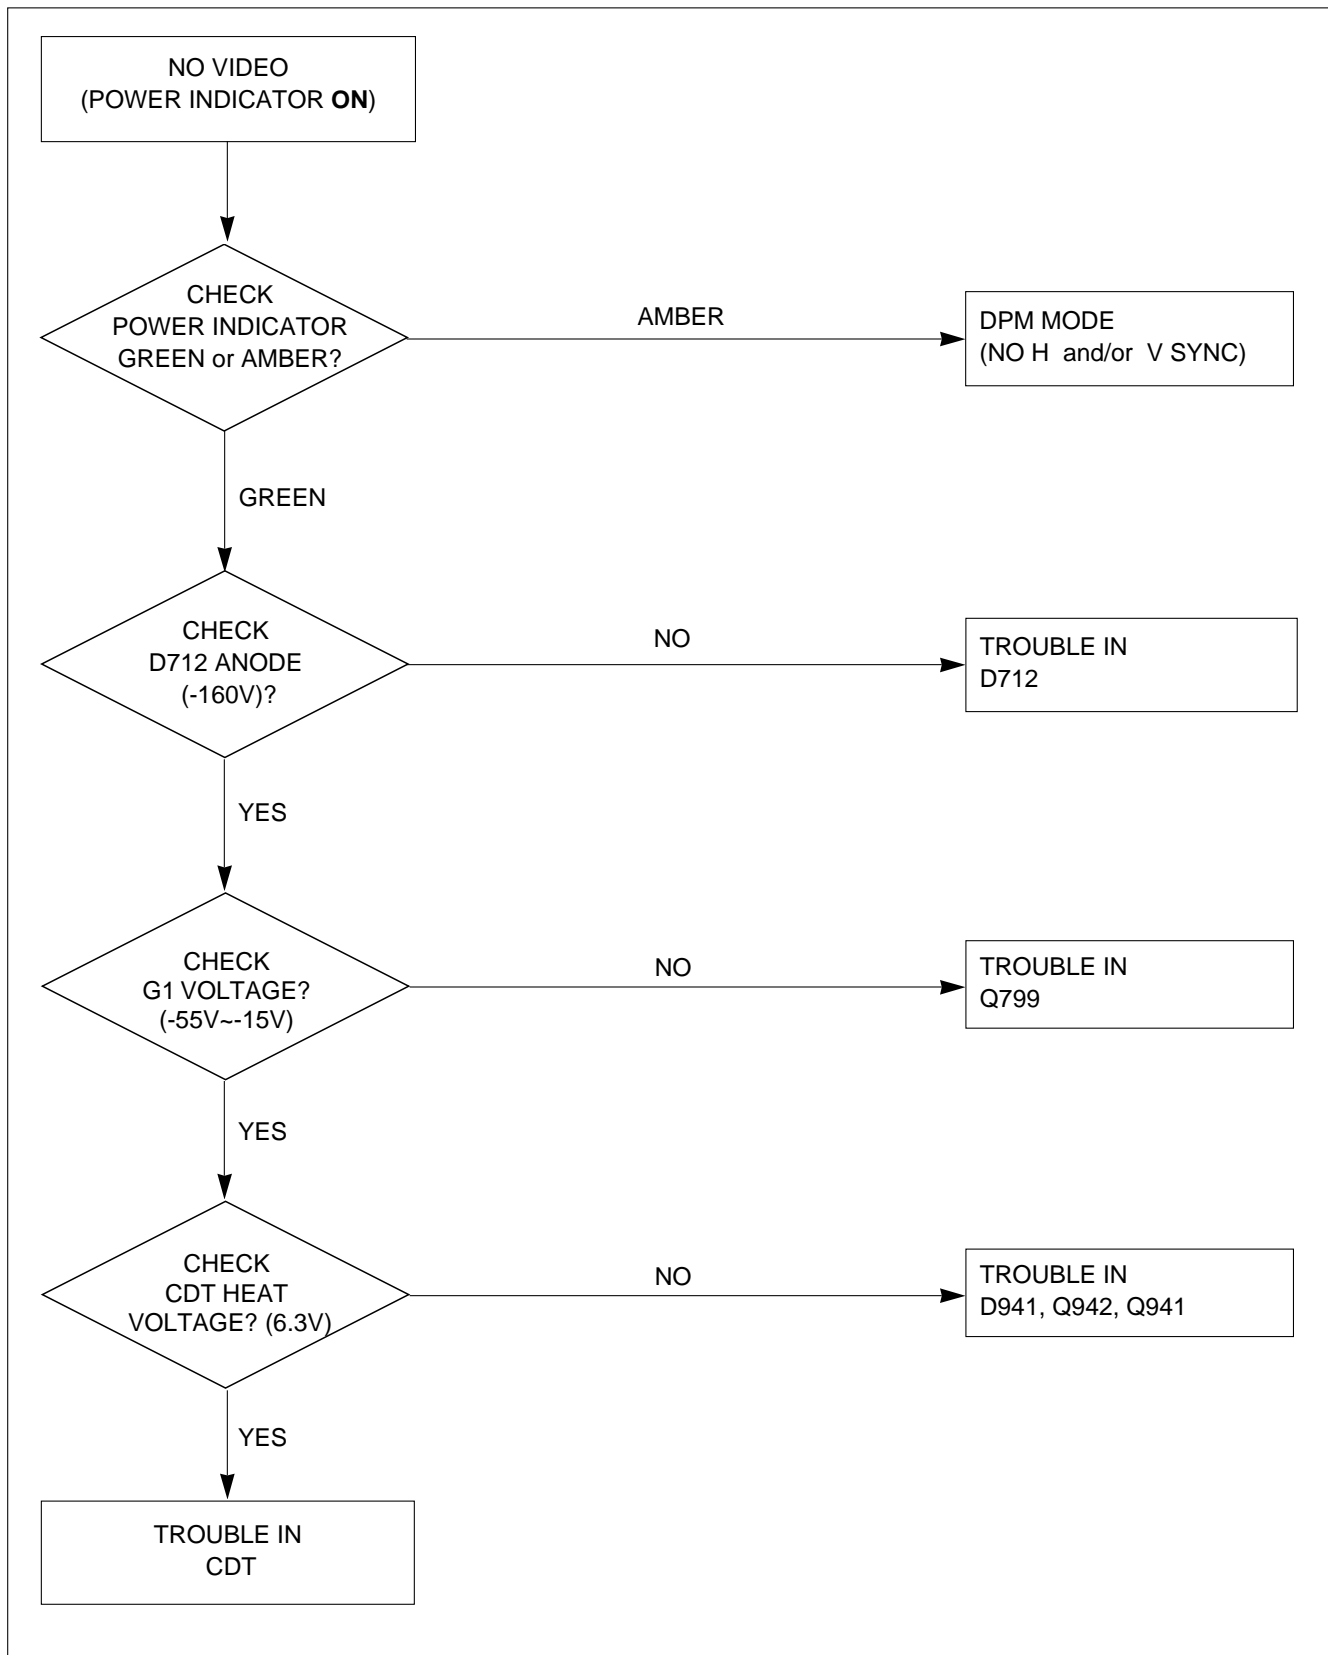 NO VIDEO
(POWER INDICATOR ON)
CHECK
POWER INDICATOR
GREEN or AMBER?
AMBER
DPM MODE
(NO H and/or V SYNC)
GREEN
CHECK
D712 ANODE
(-160V)?
NO
TROUBLE IN
D712
YES
CHECK
G1 VOLTAGE?
(-55V~-15V)
NO
TROUBLE IN
Q799
YES
CHECK
CDT HEAT
VOLTAGE? (6.3V)
NO
TROUBLE IN
D941, Q942, Q941
YES
TROUBLE IN
CDT